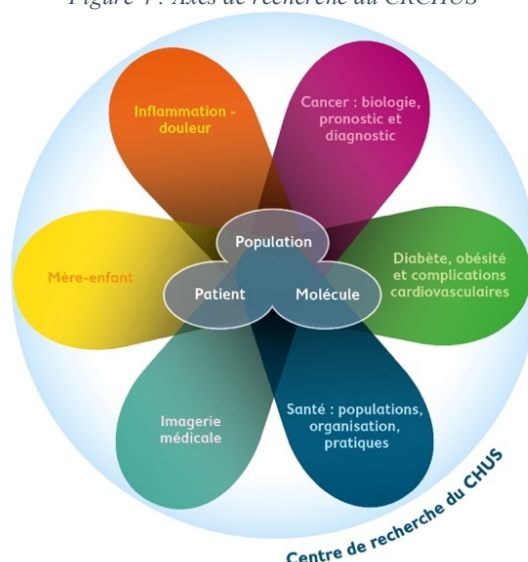 Figure 4 : Axes de recherche du CRCHUS
Inflammation -
douleur
Cancer : biologie,
pronostic et
diagnostic
Mère-enfant
Population
Patient
Molécule
Diabète, obésité
et complications
cardiovasculaires
Imagerie
médicale
Santé : populations,
organisation,
pratiques
Centre de recherche du CHUS